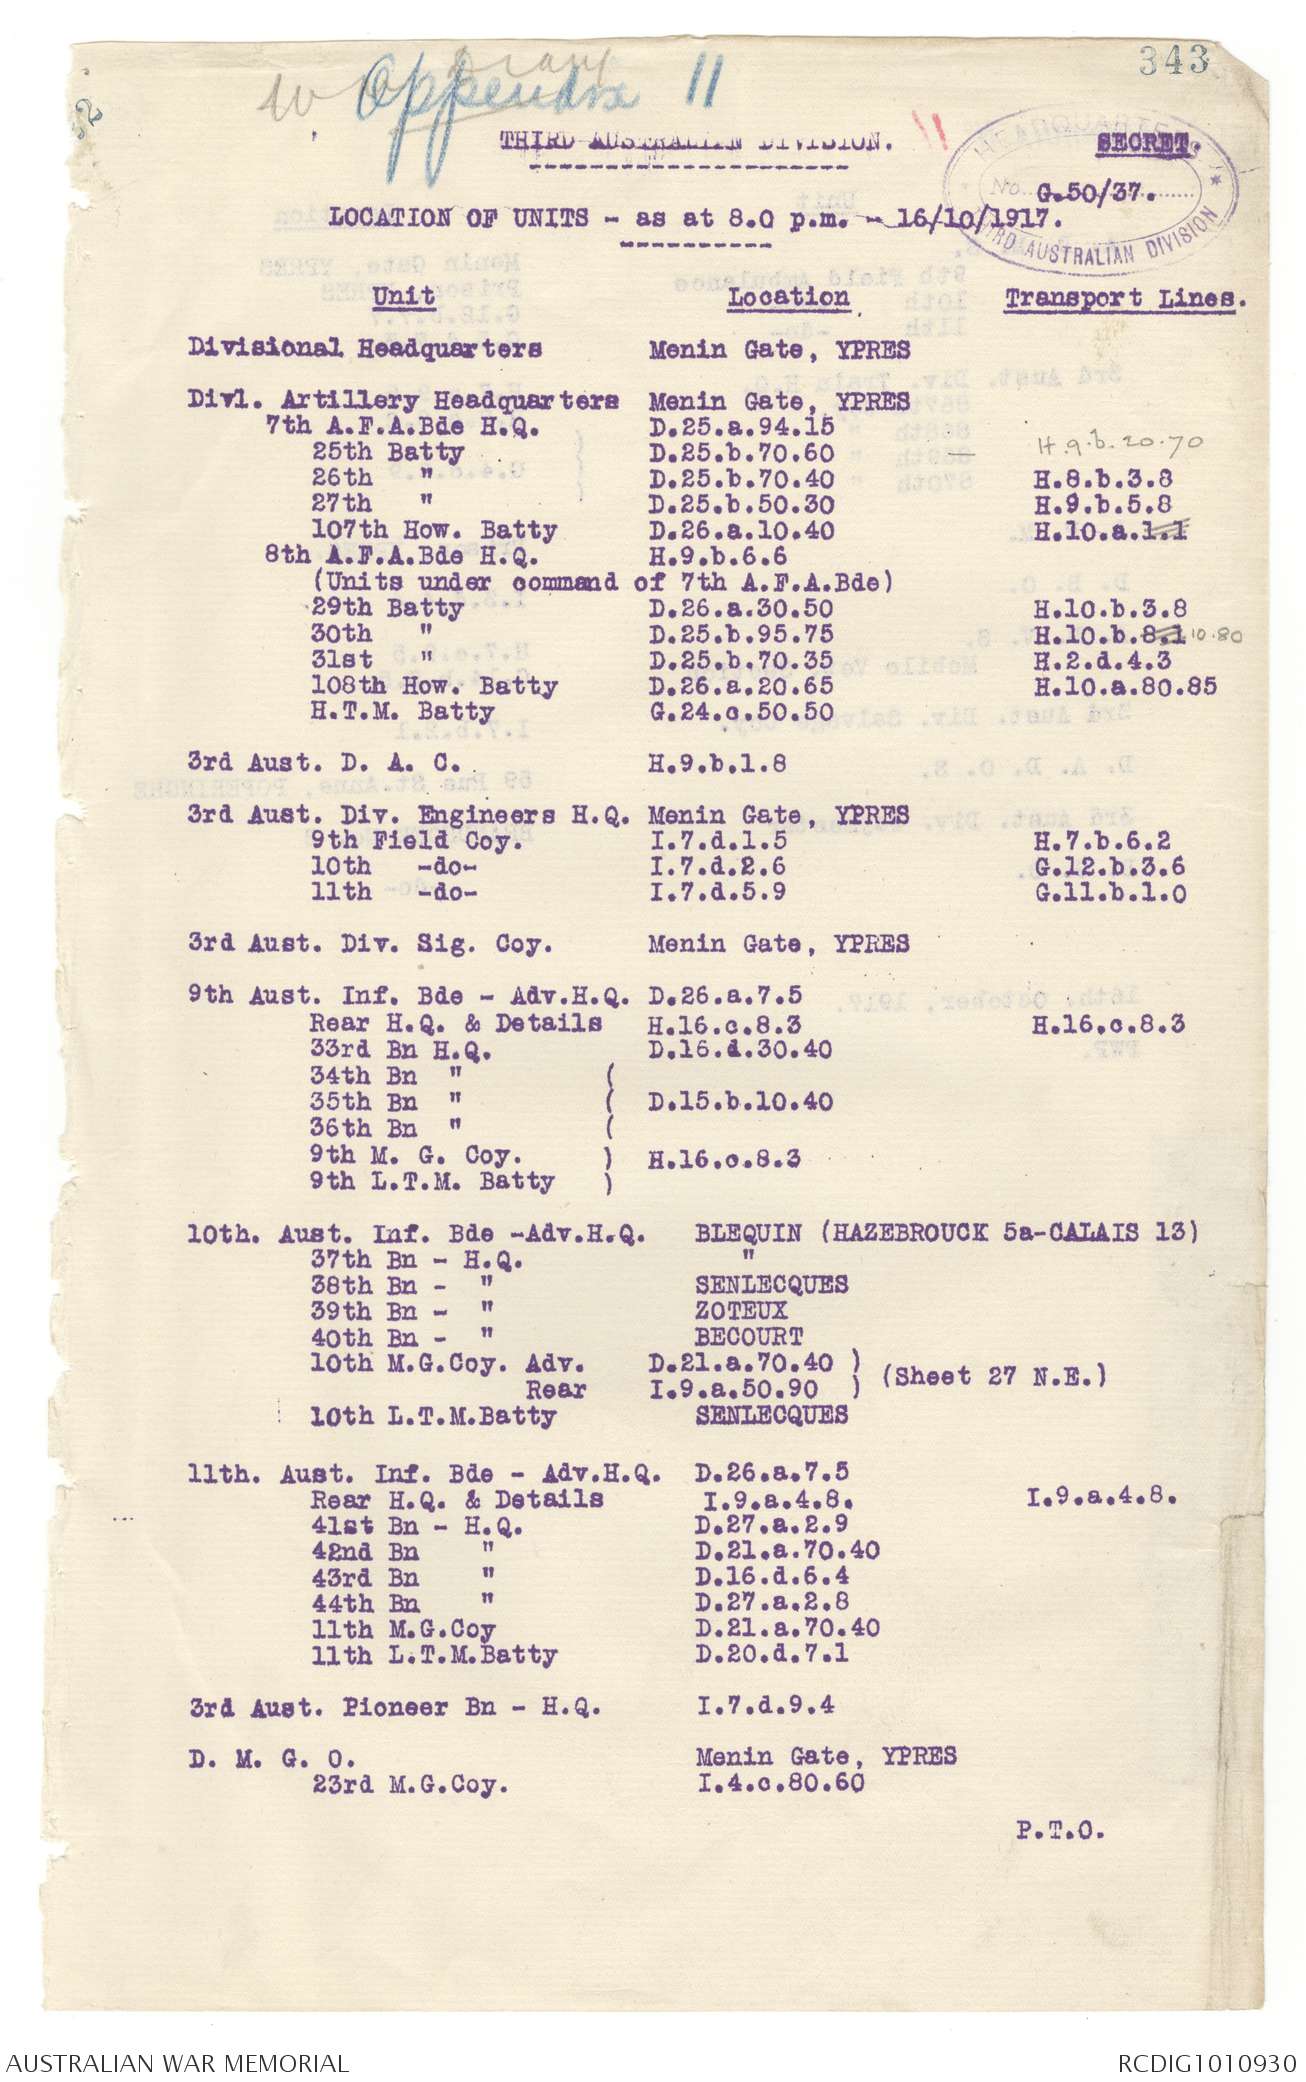 343
Appendix 11
11
THIRD AUSTRALIAN DIVISION. SECRET.
No. G.50/37.
THIRD AUSTRALIAN DIVISION
LOCATION OF UNITS - as at 8.0 p.m. - 16/10/1917.
Unit Location Transport Lines.
Divisional Headquarters Menin Gate, YPRES
Divl. Artillery Headquarters Menin Gate, YPRES
7th A.F.A.Bde H.Q. D.25.a.94.15
25th Batty D.25.b.70.60 H.9.b.20.70
26th " D.25.b.70.40 H.8.b.3.8
27th " D.25.b.50.30 H.9.b.5.8
107th How. Batty D.26.a.10.40 H.10.a.1.1
8th A.F.A.Bde H.Q. H.9.b.6.6
(Units under command of 7th A.F.A.Bde)
29th Batty D.26.a.30.50 H.10.b.3.8
30th " D.25.b.95.75 H.10.b.8.1 10.80
31st " D.25.b.70.35 H.2.d.4.3
108th How. Batty D.26.a.20.65 H.10.a.80.85
H.T.M. Batty G.24.c.50.50
3rd Aust. D. A. C. H.9.b.1.8
3rd Aust. Div. Engineers H.Q. Menin Gate, YPRES
9th Field Coy. I.7.d.1.5 H.7.b.6.2
10th -do- I.7.d.2.6 G.12.b.3.6
11th -do- I.7.d.5.9 G.11.b.1.0
3rd Aust. Div. Sig. Coy. Menin Gate, YPRES
9th Aust. Inf. Bde - Adv.H.Q. D.26.a.7.5
Rear H.Q. & Details H.16.c.8.3 H.16.c.8.3
33rd Bn H.Q. D.16.d.30.40
34th Bn " (
35th Bn " ( D.15.b.10.40
36th Bn " (
9th M. G. Coy. ) H.16.c.8.3
9th L.T.M. Batty )
10th. Aust. Inf. Bde -Adv.H.Q. BLEQUIN (HAZEBROUCK 5a-CALAIS 13)
37th Bn - H.Q. "
38th Bn - " SENLECQUES
39th Bn - " ZOTEUX
40th Bn - " BECOURT
10th M.G.Coy. Adv. D.21.a.70.40 )
Rear I.9.a.50.90 ) (Sheet 27 N.E.)
10th L.T.M.Batty SENLECQUES
11th. Aust. Inf. Bde - Adv.H.Q. D.26.a.7.5
Rear H.Q. & Details I.9.a.4.8. I.9.a.4.8.
41st Bn - H.Q. D.27.a.2.9
42nd Bn " D.21.a.70.40
43rd Bn " D.16.d.6.4
44th Bn " D.27.a.2.8
11th M.G.Coy D.21.a.70.40
11th L.T.M.Batty D.20.d.7.1
3rd Aust. Pioneer Bn - H.Q. I.7.d.9.4
D. M. G. O. Menin Gate, YPRES
23rd M.G.Coy. I.4.c.80.60
P.T.O.
AUSTRALIAN WAR MEMORIAL RCDIG1010930